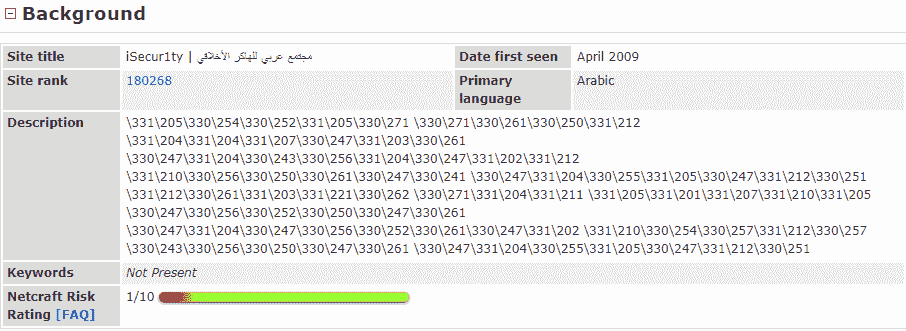 Background
Site title iSecur1ty | مجتمع عربي للهاكر الأخلاقي Date first seen April 2009
Site rank 180268 Primary language Arabic
Description \331\205\330\254\330\252\331\205\330\271 \330\271\330\261\330\250\331\212
\331\204\331\204\331\207\330\247\331\203\330\261
\330\247\331\204\330\243\330\256\331\204\330\247\331\202\331\212
\331\210\330\256\330\250\330\261\330\247\330\241 \330\247\331\204\330\255\331\205\330\247\331\212\330\251
\331\212\330\261\331\203\331\221\330\262 \330\271\331\204\331\211 \331\205\331\201\331\207\331\210\331\205
\330\247\330\256\330\252\330\250\330\247\330\261
\330\247\331\204\330\247\330\256\330\252\330\261\330\247\331\202 \331\210\330\254\331\212\330\257
\330\243\330\256\330\250\330\247\330\261 \330\247\331\204\330\255\331\205\330\247\331\212\330\251
Keywords Not Present
Netcraft Risk Rating [FAQ] 1/10